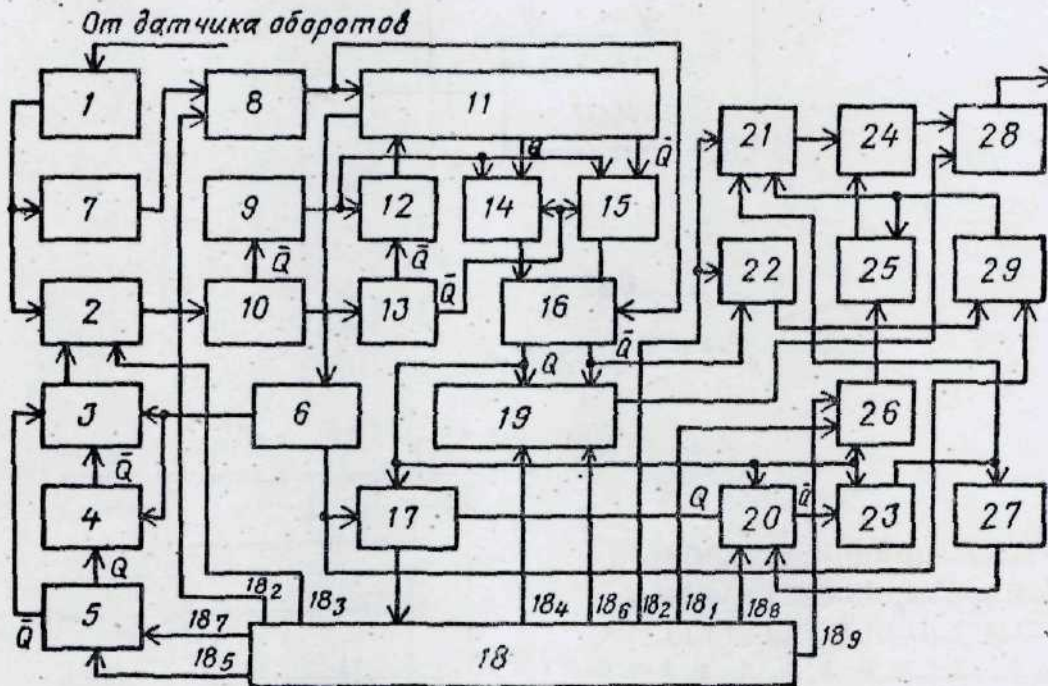 От датчика оборотов
1 8 11 21 24 28
Q Q̄
7 9 12 14 15 22 25 29
Q̄ Q̄ Q̄
2 10 13 16
Q Q̄
3 6 19 26
Q̄
4 17 Q 20 Q̄ 23 27
Q
18₂ 18₃ 18₄ 18₆ 18₂ 18₁ 18₈ 18₉
5 Q̄ 18₇
18₅ 18